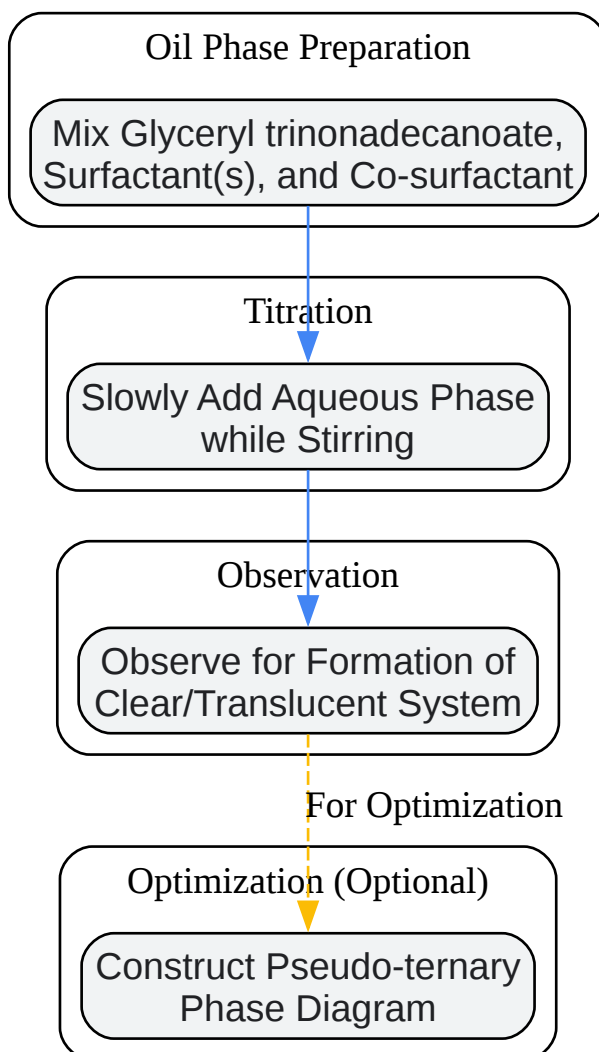 Oil Phase Preparation
Mix Glyceryl trinonadecanoate,
Surfactant(s), and Co-surfactant
Titration
Slowly Add Aqueous Phase
while Stirring
Observation
Observe for Formation of
Clear/Translucent System
For Optimization
Optimization (Optional)
Construct Pseudo-ternary
Phase Diagram